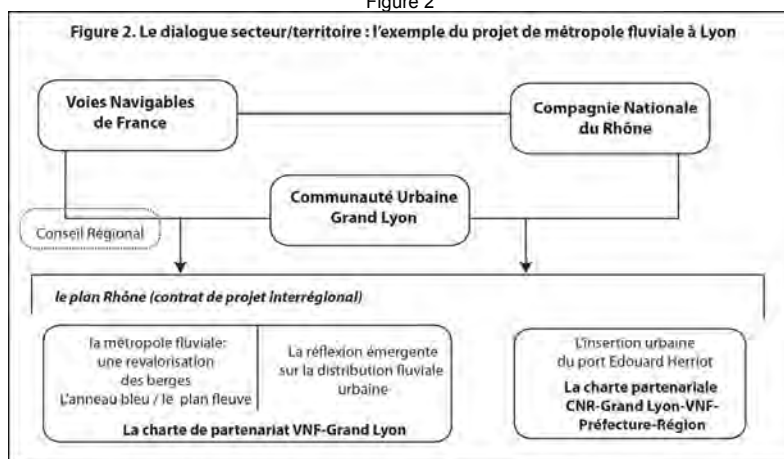 Figure 2
Figure 2. Le dialogue secteur/territoire : l'exemple du projet de métropole fluviale à Lyon
Voies Navigables
de France
Compagnie Nationale
du Rhône
Communauté Urbaine
Grand Lyon
Conseil Régional
le plan Rhône (contrat de projet interrégional)
la métropole fluviale:
une revalorisation
des berges
L'anneau bleu / le plan fleuve
La réflexion émergente
sur la distribution fluviale
urbaine
La charte de partenariat VNF-Grand Lyon
L'insertion urbaine
du port Edouard Herriot
La charte partenariale
CNR-Grand Lyon-VNF-
Préfecture-Région